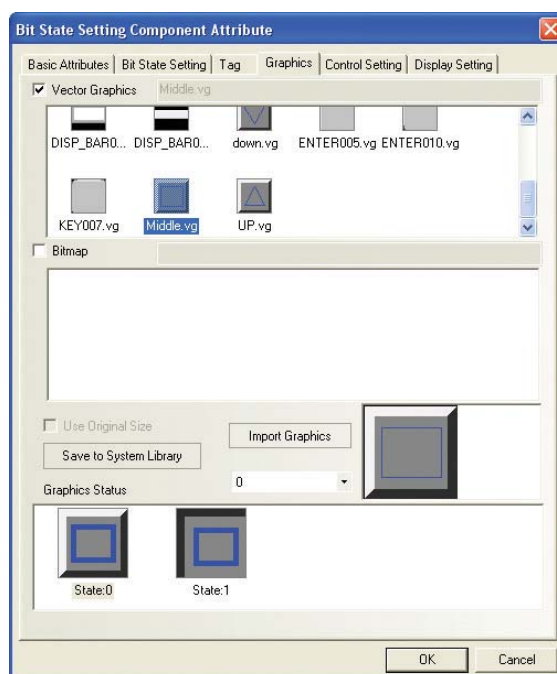 Bit State Setting Component Attribute
Basic Attributes Bit State Setting Tag Graphics Control Setting Display Setting
Vector Graphics Middle.vg
DISP_BAR0... DISP_BAR0... down.vg ENTER005.vg ENTER010.vg
KEY007.vg Middle.vg UP.vg
Bitmap
Use Original Size
Import Graphics
Save to System Library
0
Graphics Status
State:0 State:1
OK Cancel